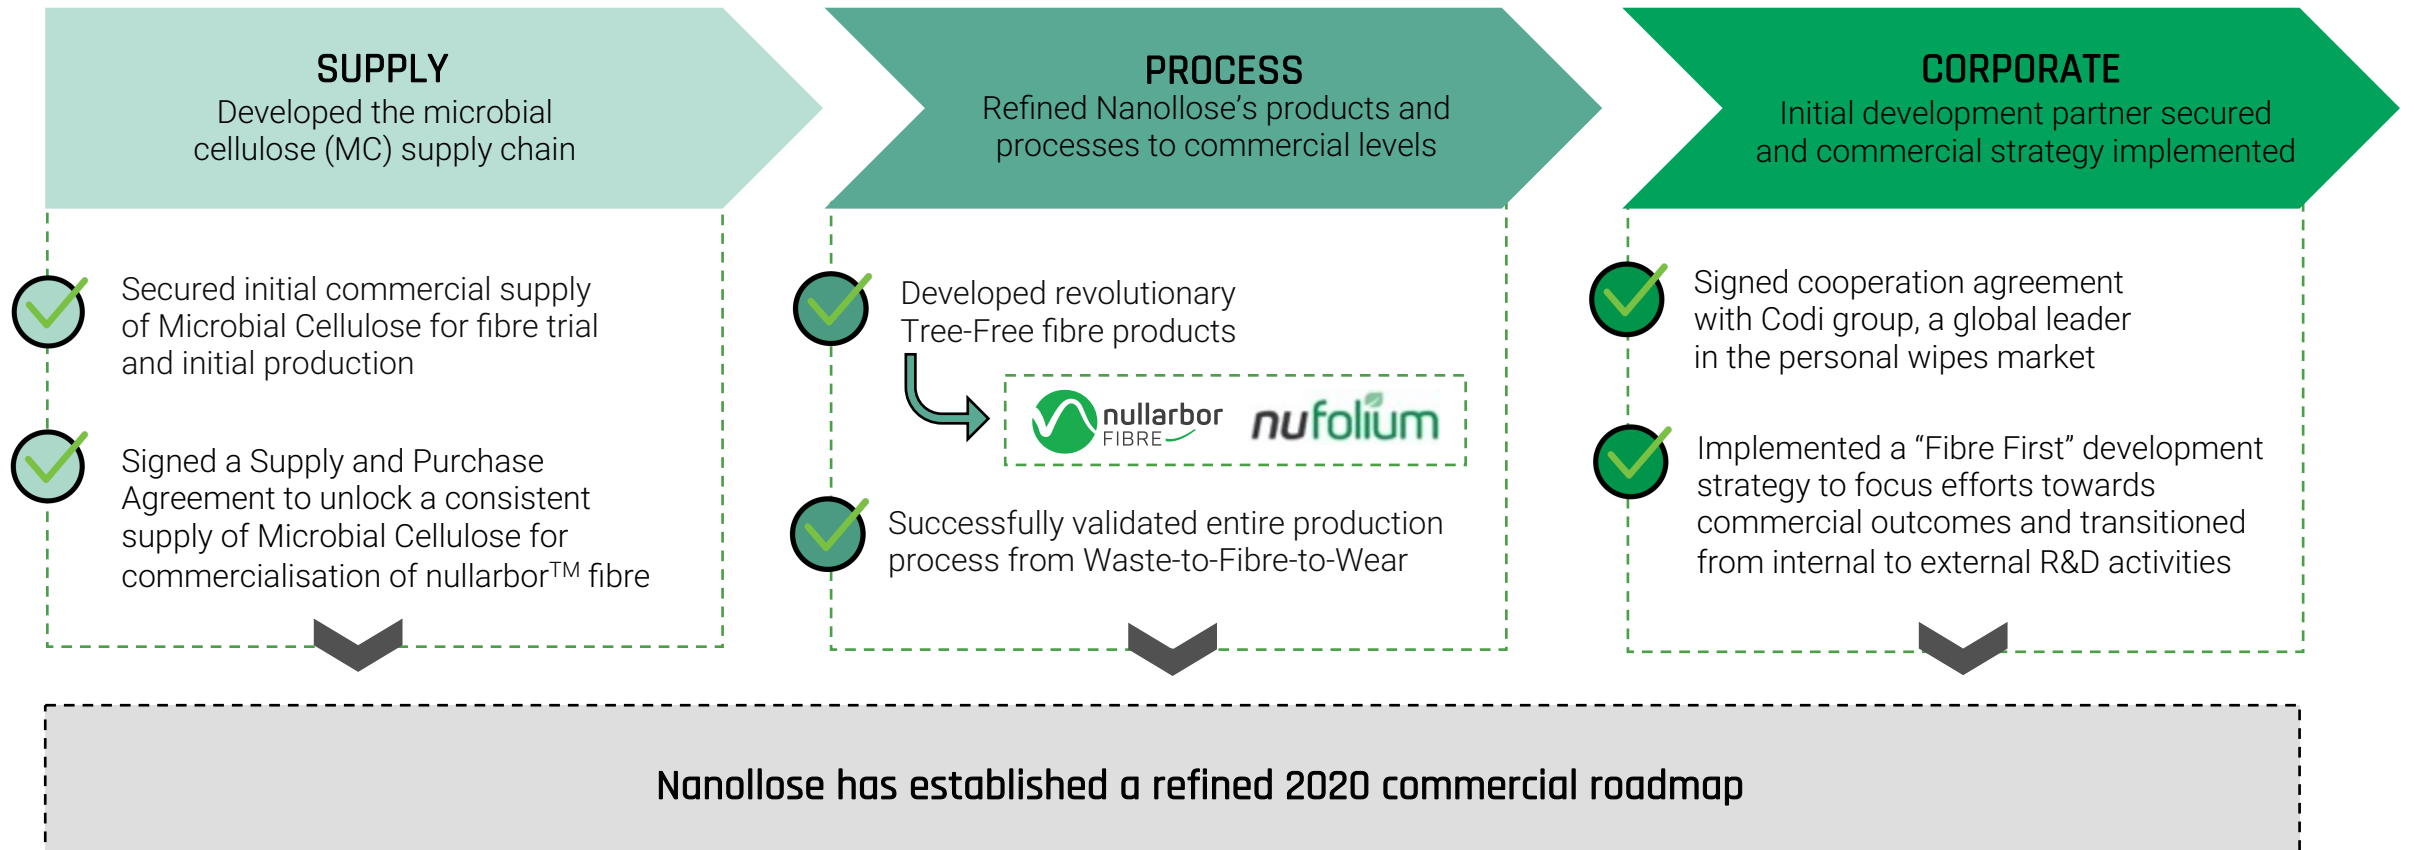 SUPPLY
Developed the microbial
cellulose (MC) supply chain
Secured initial commercial supply
of Microbial Cellulose for fibre trial
and initial production
Signed a Supply and Purchase
Agreement to unlock a consistent
supply of Microbial Cellulose for
commercialisation of nullarbor™ fibre
PROCESS
Refined Nanollose’s products and
processes to commercial levels
Developed revolutionary
Tree-Free fibre products
nullarbor
FIBRE
nufolium
Successfully validated entire production
process from Waste-to-Fibre-to-Wear
CORPORATE
Initial development partner secured
and commercial strategy implemented
Signed cooperation agreement
with Codi group, a global leader
in the personal wipes market
Implemented a “Fibre First” development
strategy to focus efforts towards
commercial outcomes and transitioned
from internal to external R&D activities
Nanollose has established a refined 2020 commercial roadmap